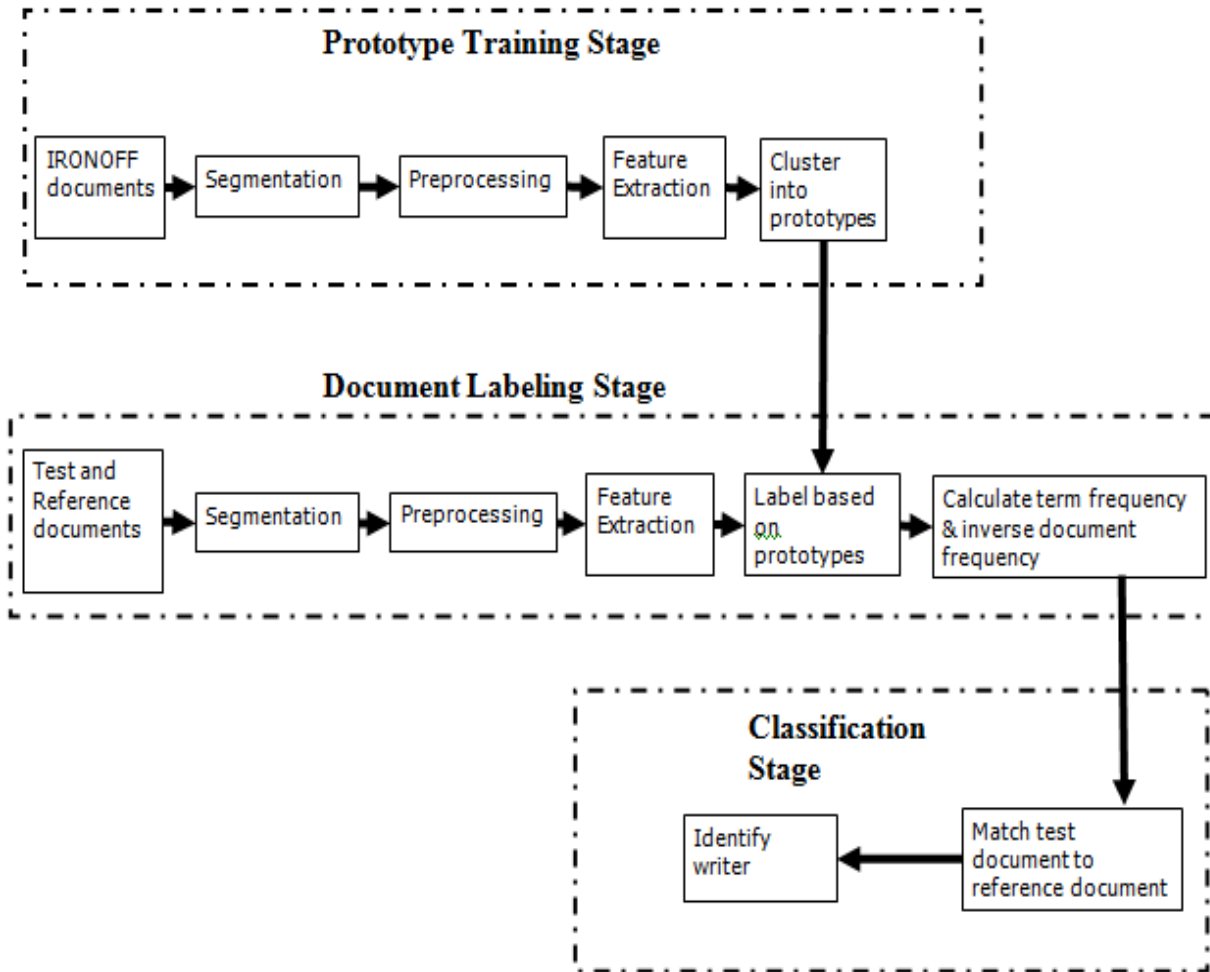 Prototype Training Stage
IRONOFF
documents
Segmentation
Preprocessing
Feature
Extraction
Cluster
into
prototypes
Document Labeling Stage
Test and
Reference
documents
Segmentation
Preprocessing
Feature
Extraction
Label based
on
prototypes
Calculate term frequency
& inverse document
frequency
Classification
Stage
Identify
writer
Match test
document to
reference document